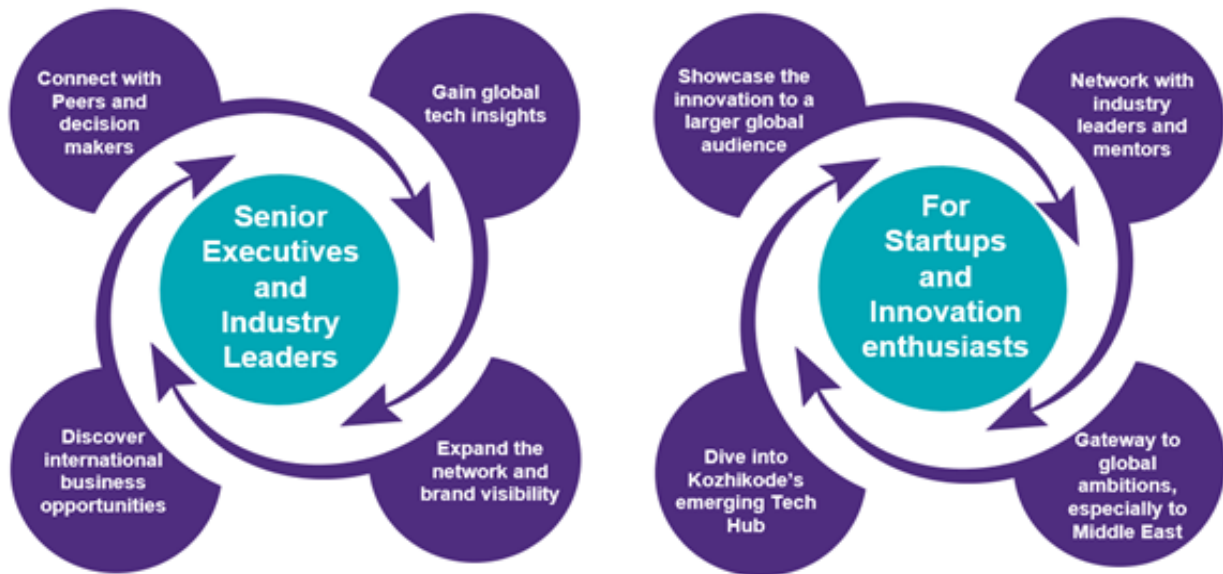 Connect with
Peers and
decision
makers
Gain global
tech insights
Senior
Executives
and
Industry
Leaders
Discover
international
business
opportunities
Expand the
network and
brand visibility
Showcase the
innovation to a
larger global
audience
Network with
industry
leaders and
mentors
For
Startups
and
Innovation
enthusiasts
Dive into
Kozhikode's
emerging Tech
Hub
Gateway to
global
ambitions,
especially to
Middle East